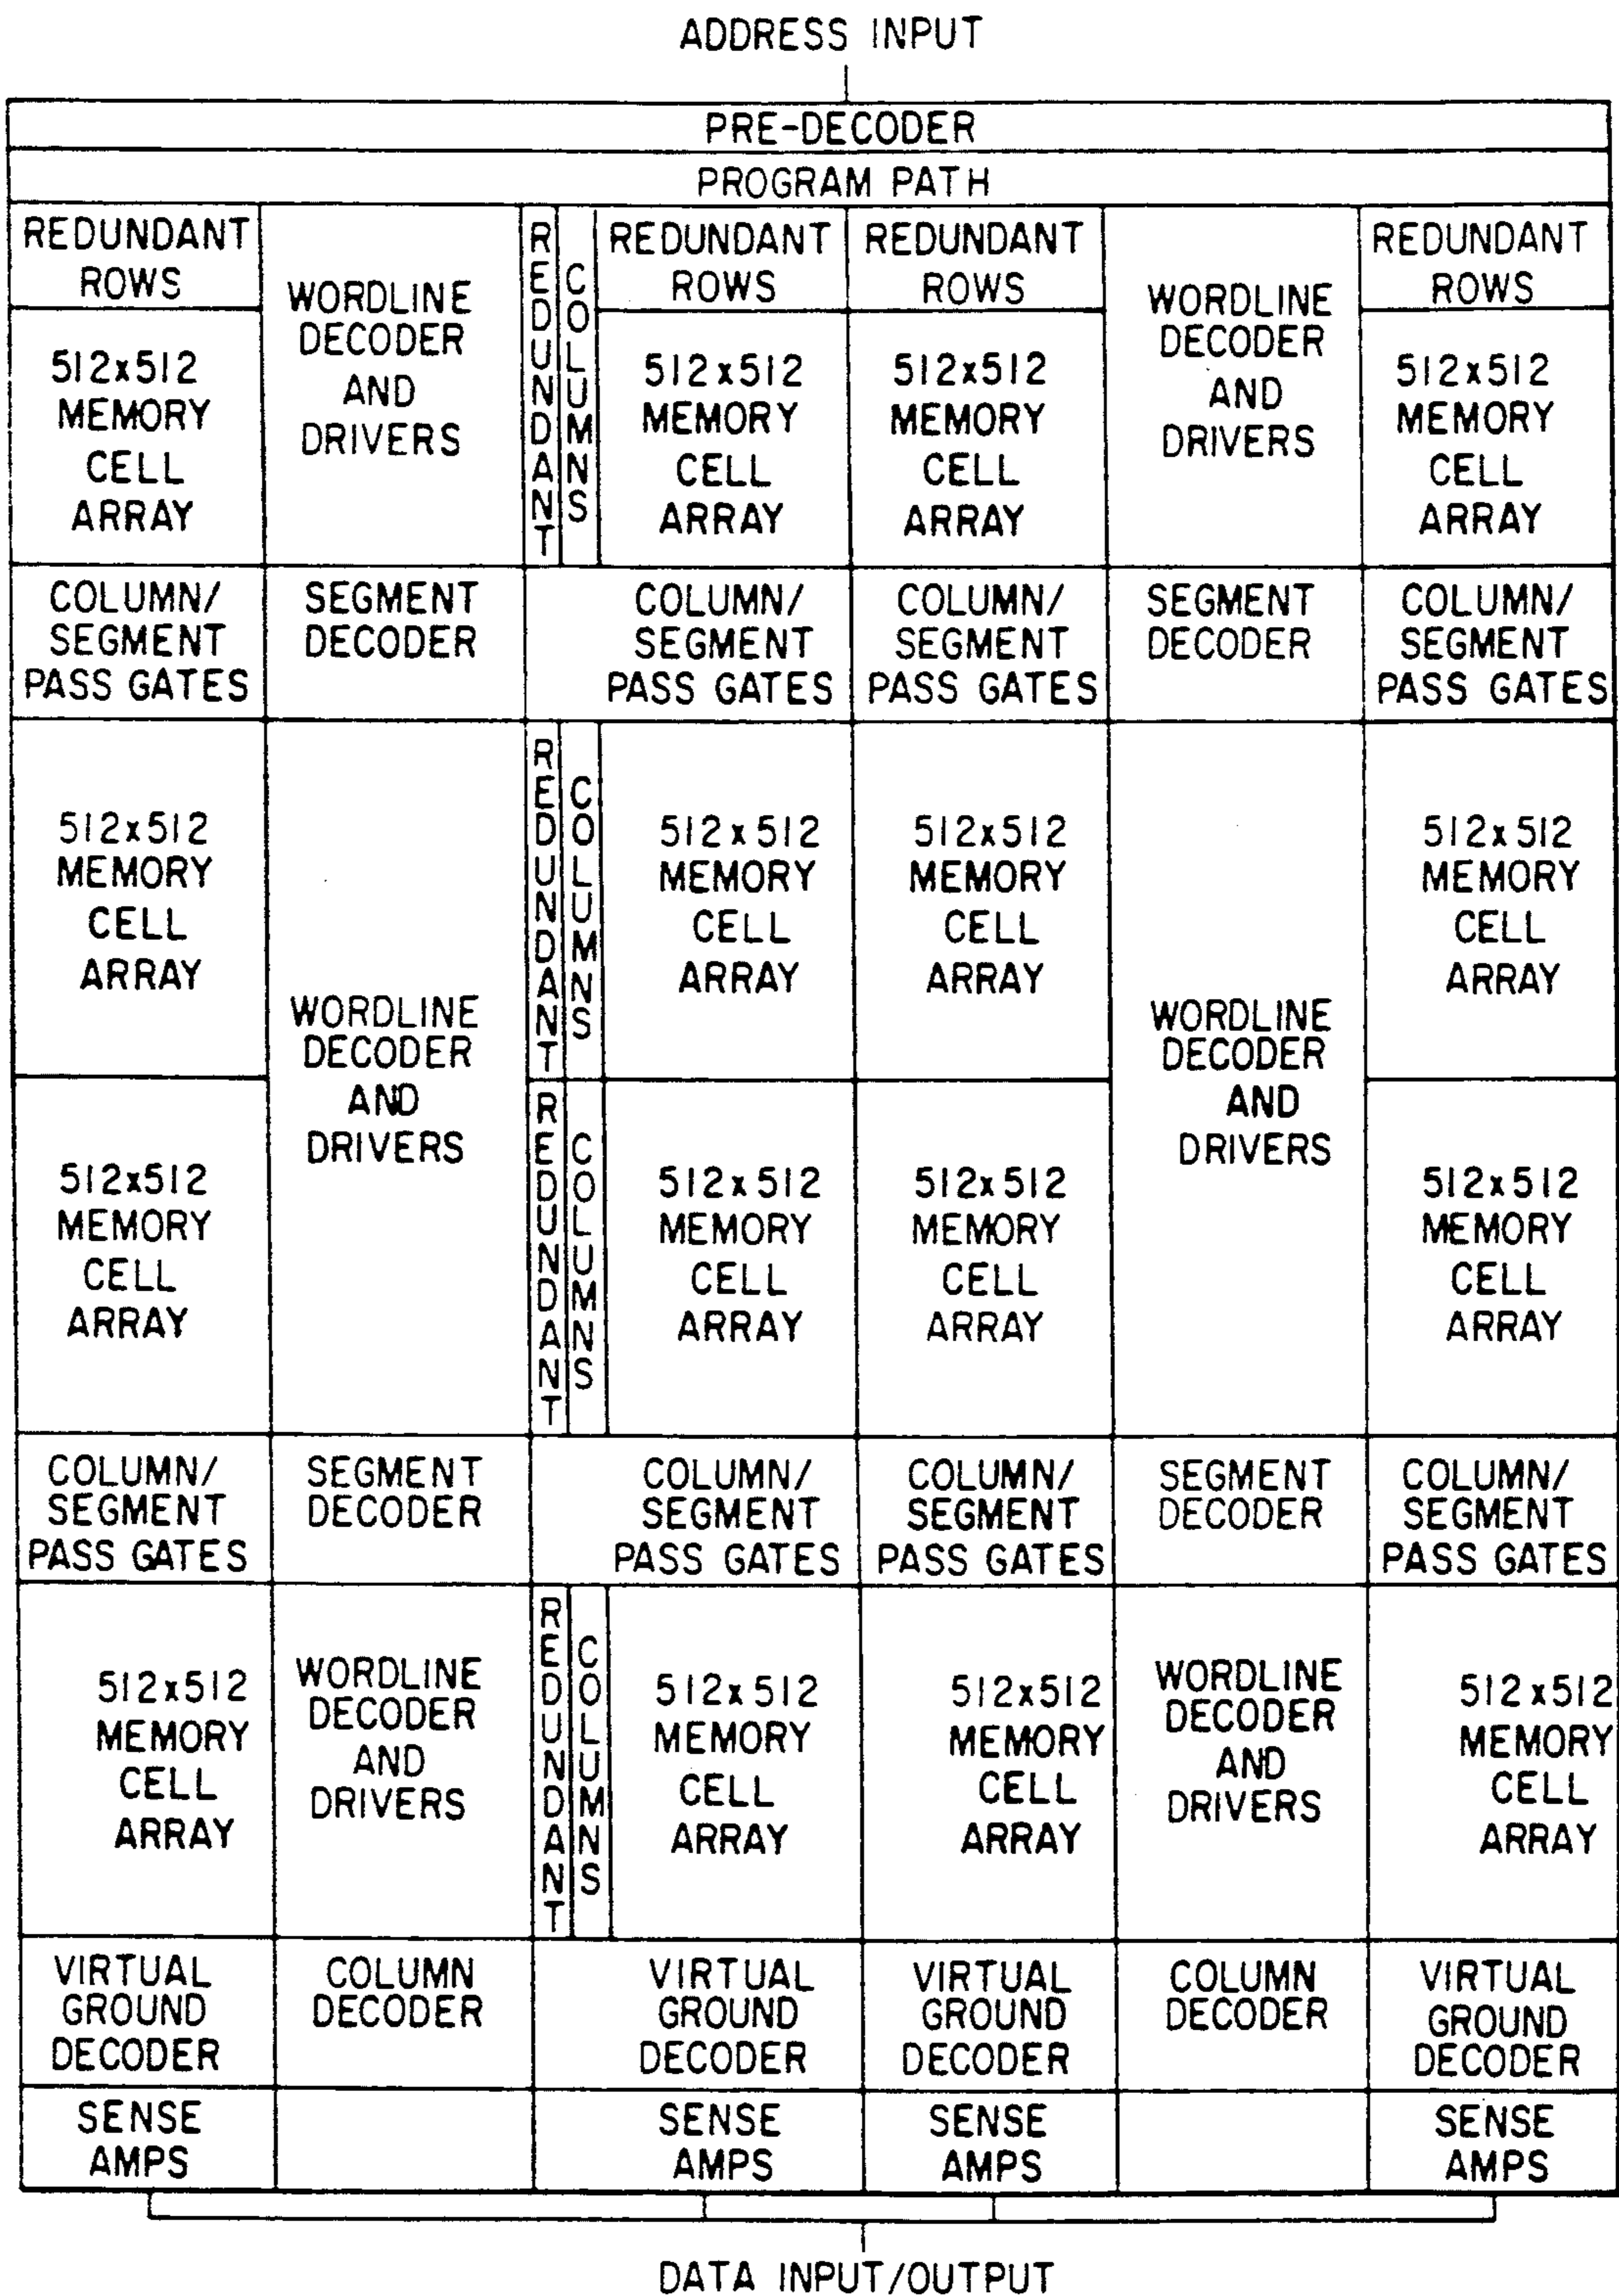 ADDRESS INPUT
PRE-DECODER
PROGRAM PATH
REDUNDANT
ROWS
WORDLINE
DECODER
AND
DRIVERS
REDUNDANT
COLUMNS
REDUNDANT
ROWS
REDUNDANT
ROWS
WORDLINE
DECODER
AND
DRIVERS
REDUNDANT
ROWS
512x512
MEMORY
CELL
ARRAY
512x512
MEMORY
CELL
ARRAY
512x512
MEMORY
CELL
ARRAY
512x512
MEMORY
CELL
ARRAY
COLUMN/
SEGMENT
PASS GATES
SEGMENT
DECODER
COLUMN/
SEGMENT
PASS GATES
COLUMN/
SEGMENT
PASS GATES
SEGMENT
DECODER
COLUMN/
SEGMENT
PASS GATES
512x512
MEMORY
CELL
ARRAY
WORDLINE
DECODER
AND
DRIVERS
REDUNDANT
COLUMNS
512x512
MEMORY
CELL
ARRAY
512x512
MEMORY
CELL
ARRAY
WORDLINE
DECODER
AND
DRIVERS
512x512
MEMORY
CELL
ARRAY
512x512
MEMORY
CELL
ARRAY
REDUNDANT
COLUMNS
512x512
MEMORY
CELL
ARRAY
512x512
MEMORY
CELL
ARRAY
512x512
MEMORY
CELL
ARRAY
COLUMN/
SEGMENT
PASS GATES
SEGMENT
DECODER
COLUMN/
SEGMENT
PASS GATES
COLUMN/
SEGMENT
PASS GATES
SEGMENT
DECODER
COLUMN/
SEGMENT
PASS GATES
512x512
MEMORY
CELL
ARRAY
WORDLINE
DECODER
AND
DRIVERS
REDUNDANT
COLUMNS
512x512
MEMORY
CELL
ARRAY
512x512
MEMORY
CELL
ARRAY
WORDLINE
DECODER
AND
DRIVERS
512x512
MEMORY
CELL
ARRAY
VIRTUAL
GROUND
DECODER
COLUMN
DECODER
VIRTUAL
GROUND
DECODER
VIRTUAL
GROUND
DECODER
COLUMN
DECODER
VIRTUAL
GROUND
DECODER
SENSE
AMPS
SENSE
AMPS
SENSE
AMPS
SENSE
AMPS
DATA INPUT/OUTPUT